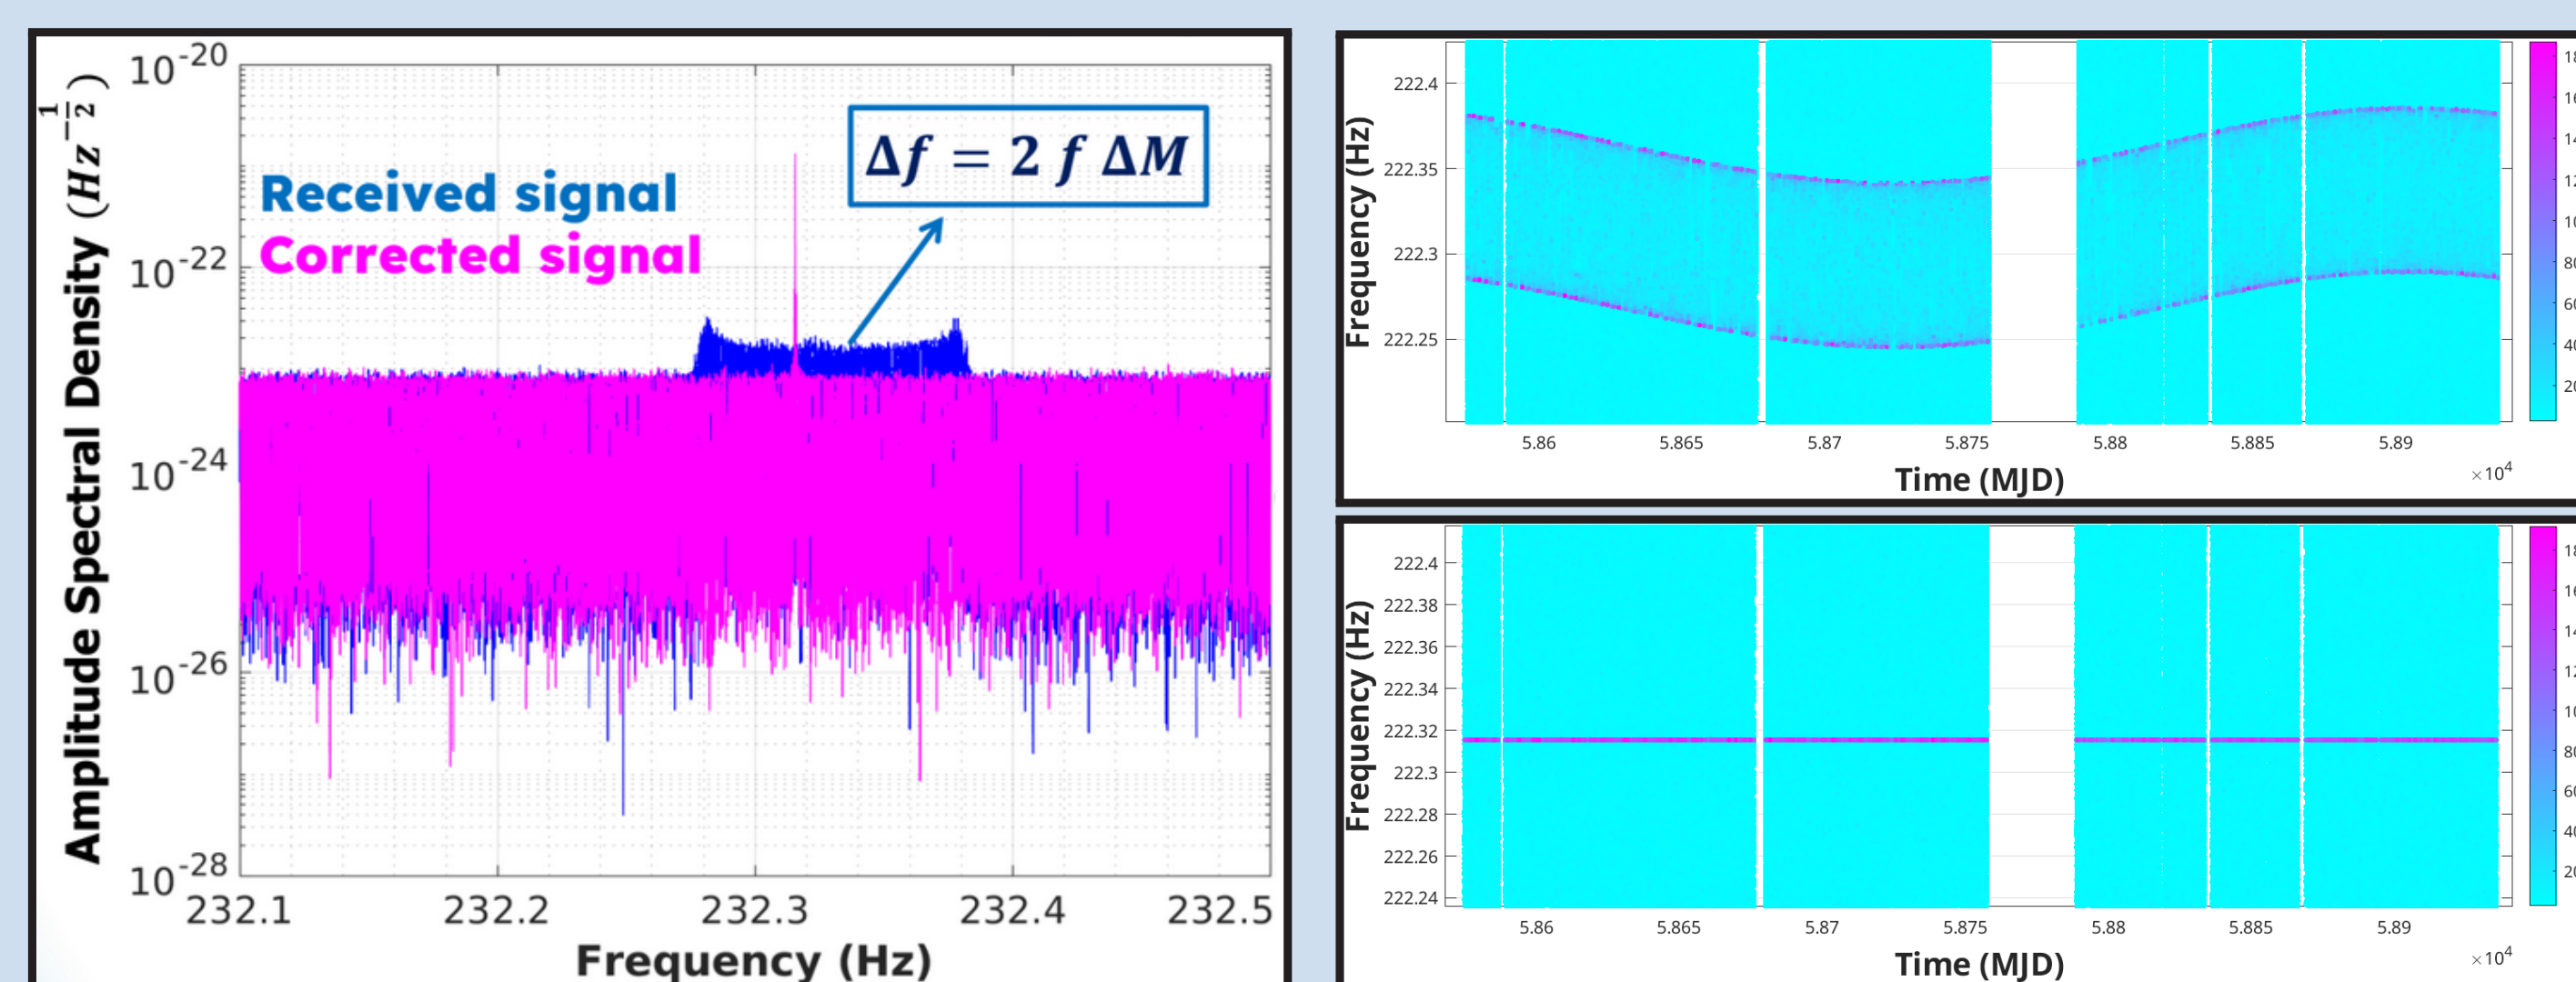 Amplitude Spectral Density (Hz^{-\frac{1}{2}})
10^{-20}
10^{-22}
10^{-24}
10^{-26}
10^{-28}
Received signal
Corrected signal
Δf = 2 f ΔM
232.1 232.2 232.3 232.4 232.5
Frequency (Hz)
Frequency (Hz)
222.4
222.35
222.3
222.25
5.86 5.865 5.87 5.875 5.88 5.885 5.89
×10^4
Time (MJD)
Frequency (Hz)
222.4
222.38
222.36
222.34
222.32
222.3
222.28
222.26
222.24
5.86 5.865 5.87 5.875 5.88 5.885 5.89
×10^4
Time (MJD)